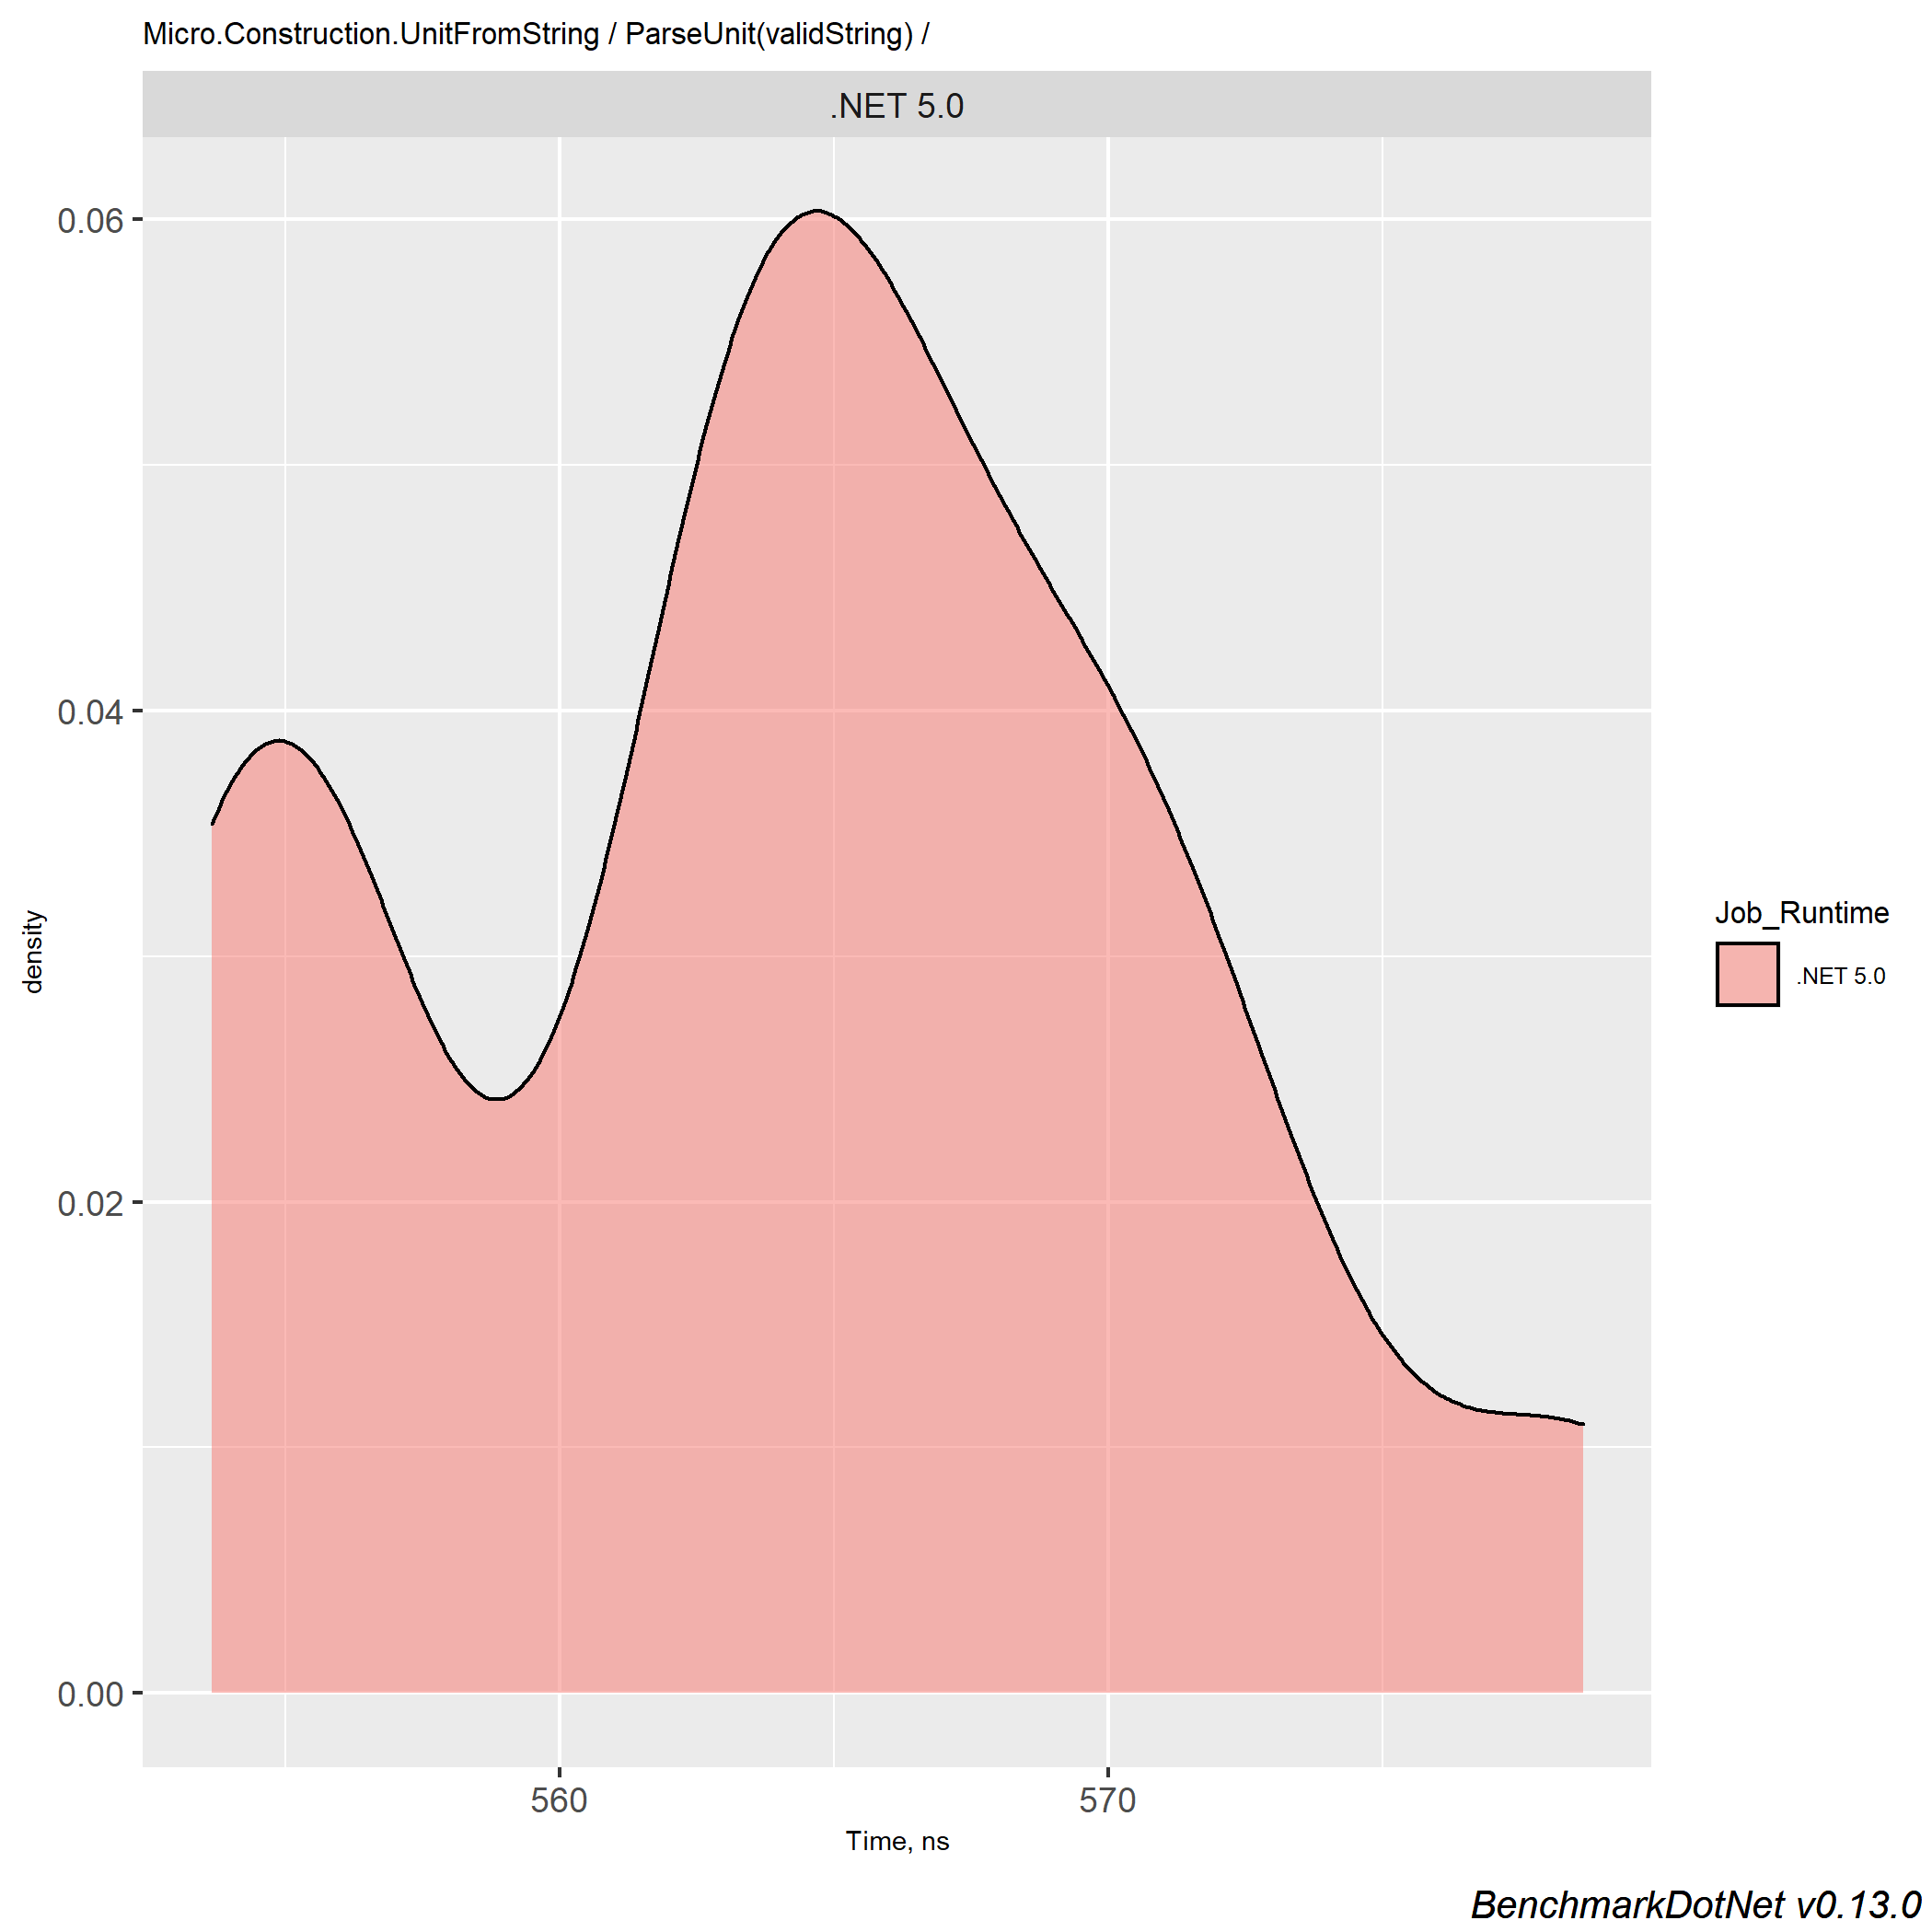 Micro.Construction.UnitFromString / ParseUnit(validString) /
.NET 5.0
0.06
0.04
0.02
0.00
density
560
570
Time, ns
Job_Runtime
.NET 5.0
BenchmarkDotNet v0.13.0